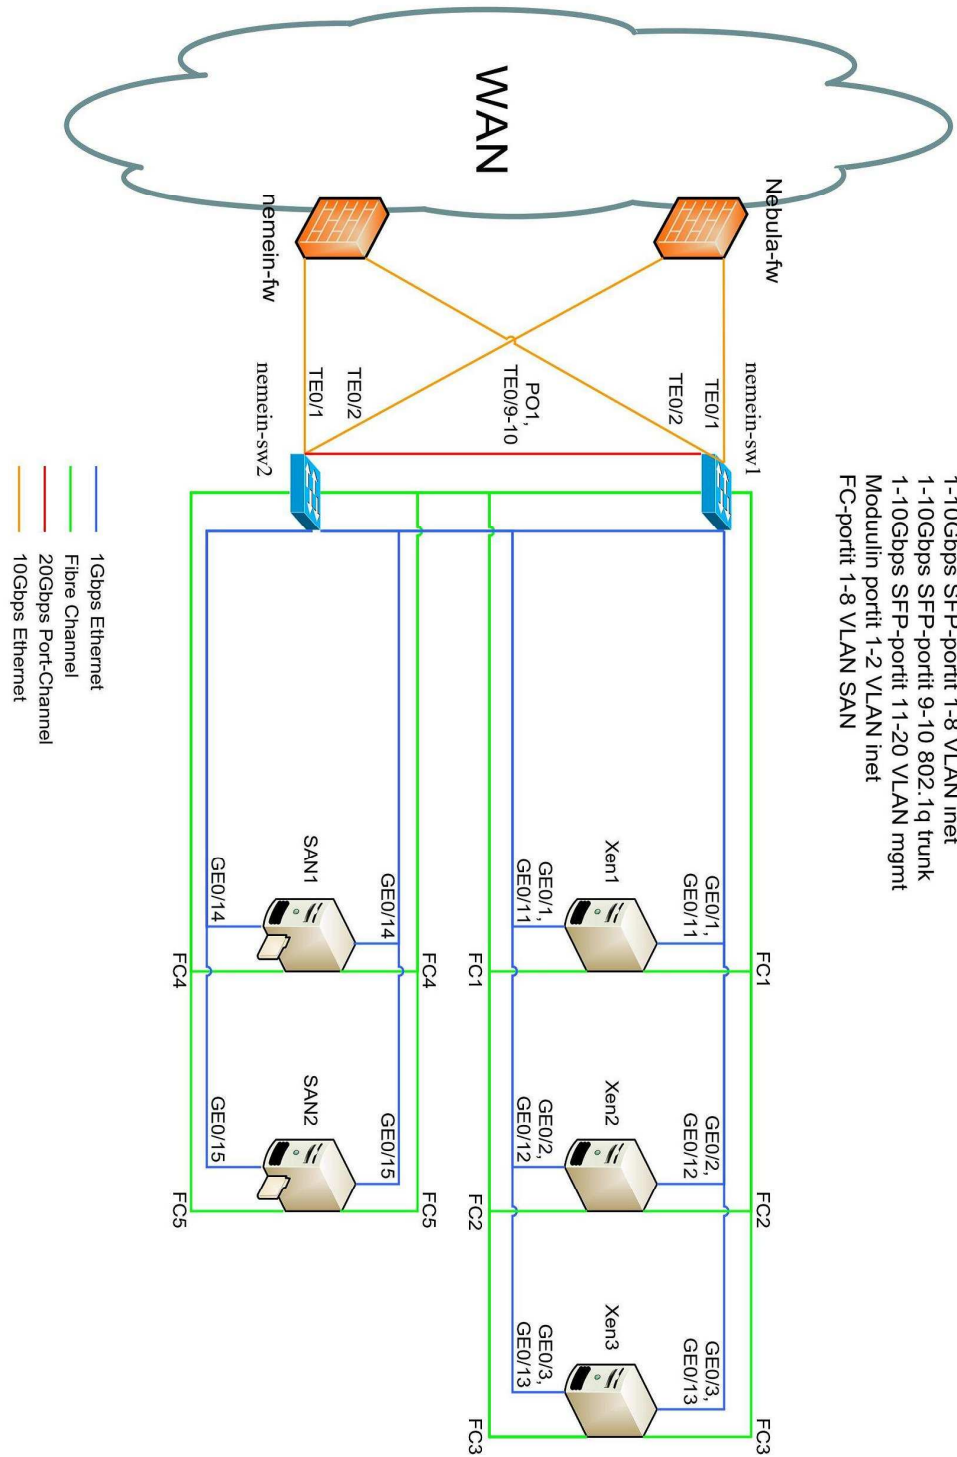 1-10Gbps SFP-portit 1-8 VLAN inet
1-10Gbps SFP-portit 9-10 802.1q trunk
1-10Gbps SFP-portit 11-20 VLAN mgmt
Moduulin portit 1-2 VLAN inet
FC-portit 1-8 VLAN SAN
WAN
Nebula-fw
nemein-fw
nemein-sw1
TE0/1
TE0/2
PO1,
TE0/9-10
TE0/2
TE0/1
nemein-sw2
FC1
GE0/1,
GE0/11
Xen1
GE0/1,
GE0/11
FC1
FC2
GE0/2,
GE0/12
Xen2
GE0/2,
GE0/12
FC2
FC3
GE0/3,
GE0/13
Xen3
GE0/3,
GE0/13
FC3
FC4
GE0/14
SAN1
GE0/14
FC4
FC5
GE0/15
SAN2
GE0/15
FC5
1Gbps Ethernet
Fibre Channel
20Gbps Port-Channel
10Gbps Ethernet